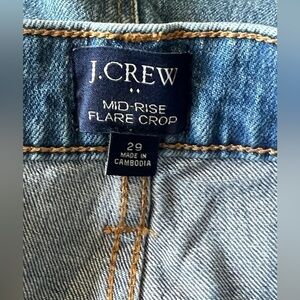 J.CREW
MID-RISE
FLARE CROP
29
MADE IN
CAMBODIA